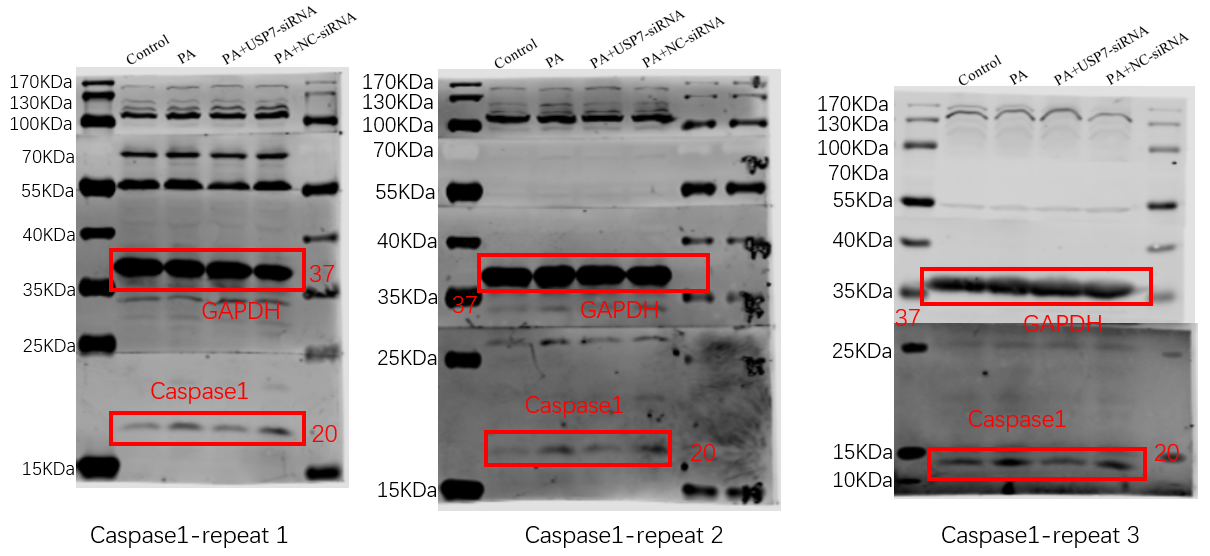 Control PA PA+USP7-siRNA PA+NC-siRNA
170KDa
130KDa
100KDa
70KDa
55KDa
40KDa
35KDa
25KDa
15KDa
37
GAPDH
Caspase1
20
Caspase1-repeat 1
Control PA PA+USP7-siRNA PA+NC-siRNA
170KDa
130KDa
100KDa
70KDa
55KDa
40KDa
35KDa
25KDa
15KDa
37
GAPDH
Caspase1
20
Caspase1-repeat 2
Control PA PA+USP7-siRNA PA+NC-siRNA
170KDa
130KDa
100KDa
70KDa
55KDa
40KDa
35KDa
25KDa
15KDa
10KDa
37
GAPDH
Caspase1
20
Caspase1-repeat 3